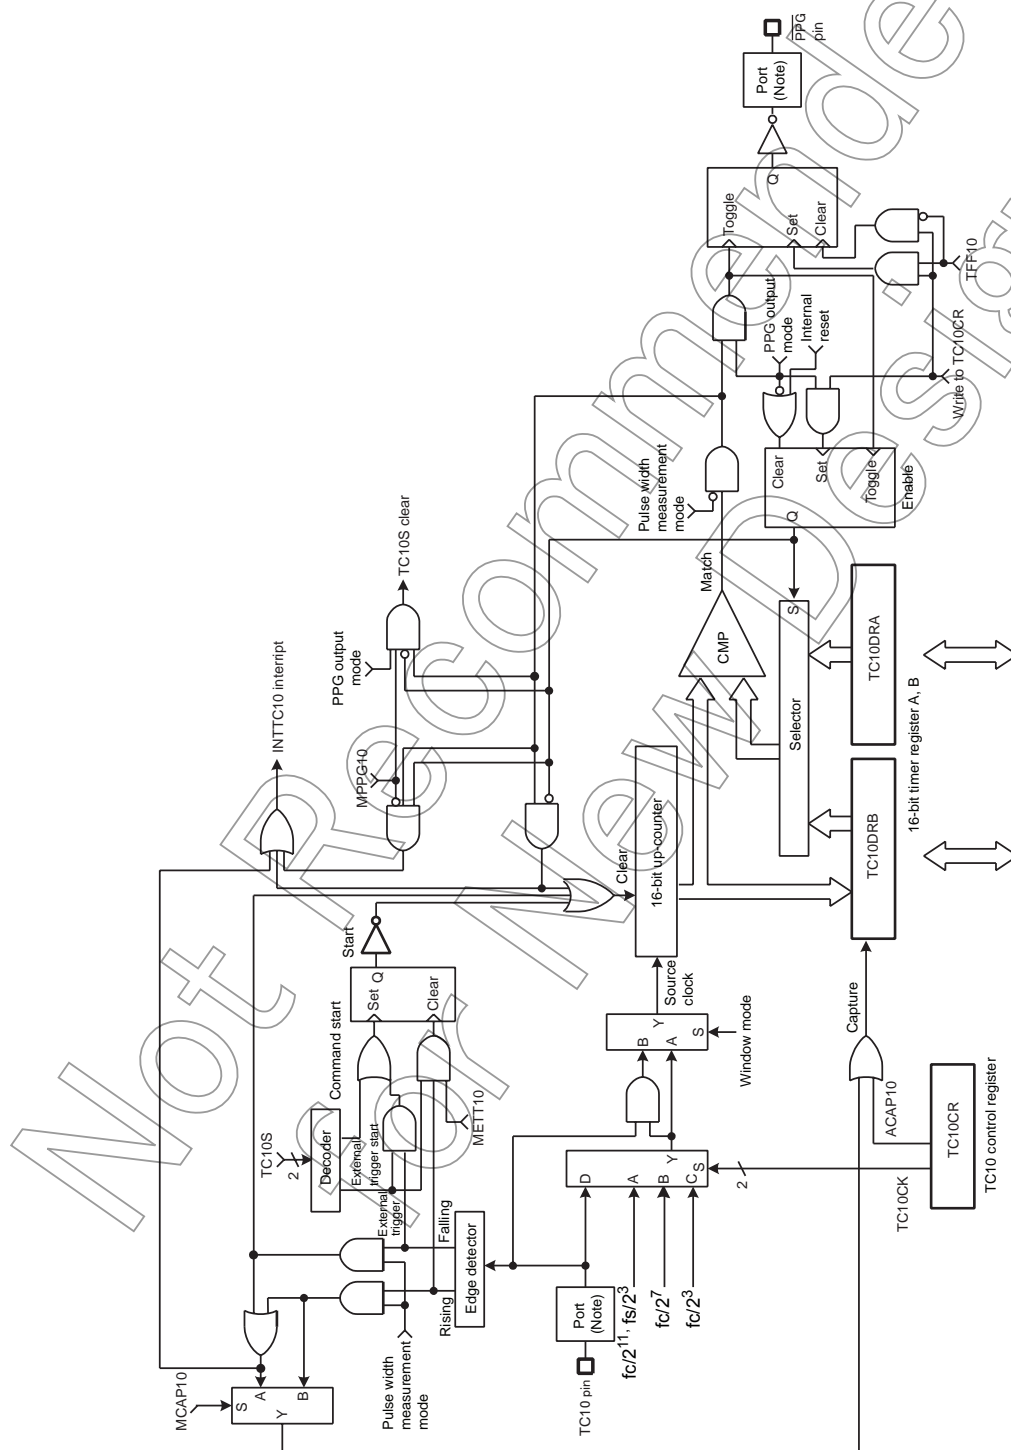 PPG
pin
Port
(Note)
Q
Toggle
Set
Clear
TFF10
PPG output
mode
Internal
reset
Write to TC10CR
Pulse width
measurement
mode
Clear
Set
Toggle
Q
Enable
TC10S clear
Match
CMP
S
Selector
TC10DRA
TC10DRB
16-bit timer register A, B
PPG output
mode
INTTC10 interript
MPPG10
Clear
16-bit up-counter
Source
clock
Start
Set
Q
Clear
Command start
METT10
TC10S
2
Decoder
External
trigger start
External
trigger
Falling
Rising
Edge detector
Pulse width
measurement
mode
MCAP10
S
A
B
Y
B
Y
A
S
Window mode
D
A
B
C
Y
S
2
TC10CK
Port
(Note)
TC10 pin
fc/2¹¹, fs/2³
fc/2⁷
fc/2³
Capture
ACAP10
TC10CR
TC10 control register
Not Recommende
for New Desig